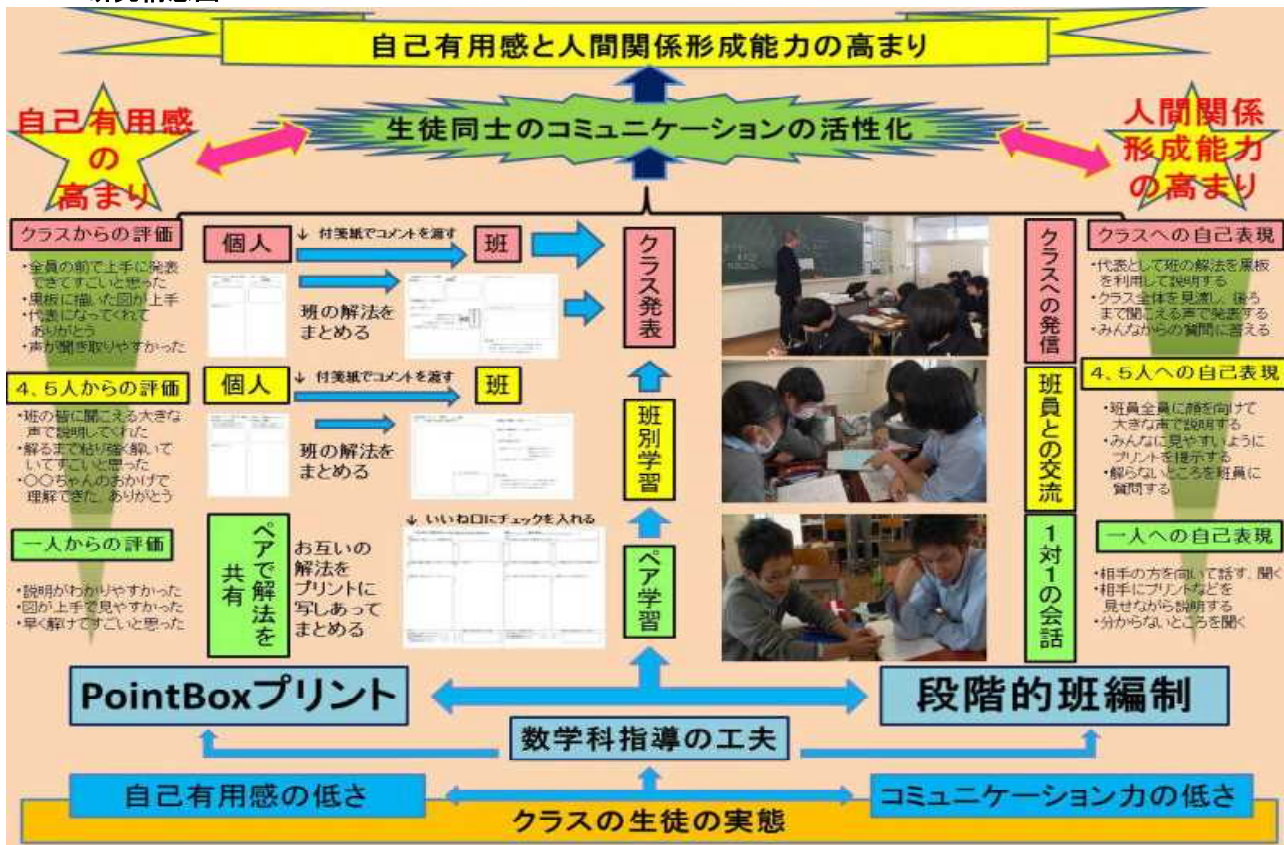 自己有用感と人間関係形成能力の高まり
生徒同士のコミュニケーションの活性化
自己有用感
の
高まり
人間関係
形成能力
の高まり
クラスからの評価
・全員の前で上手に発表
できてすごいと思った
・黒板に描いた図が上手
・代表になってくれて
ありがとう
・声が聞き取りやすかった
4、5人からの評価
・班の皆に聞こえる大きな
声で説明してくれた
・解るまで粘り強く解いて
いてすごいと思った
・〇〇ちゃんのおかげで
理解できた。ありがとう
一人からの評価
・説明がわかりやすかった
・図が上手で見やすかった
・早く解けてすごいと思った
個人
↓ 付箋紙でコメントを渡す
班
班の解法を
まとめる
個人
↓ 付箋紙でコメントを渡す
班
班の解法を
まとめる
ペアで解法を
共有
お互いの
解法を
プリントに
写しあって
まとめる
↓ いいね口にチェックを入れる
クラス発表
班別学習
ペア学習
クラスへの発信
班員との交流
1対1の会話
クラスへの自己表現
・代表として班の解法を黒板
を利用して説明する
・クラス全体を見渡し、後ろ
まで聞こえる声で発表する
・みんなからの質問に答える
4、5人への自己表現
・班員全員に顔を向けて
大きな声で説明する
・みんなに見やすいように
プリントを提示する
・解らないところを班員に
質問する
一人への自己表現
・相手の方を向いて話す、聞く
・相手にプリントなどを
見せながら説明する
・分からないところを聞く
PointBoxプリント
段階的班編制
数学科指導の工夫
自己有用感の低さ
コミュニケーション力の低さ
クラスの生徒の実態